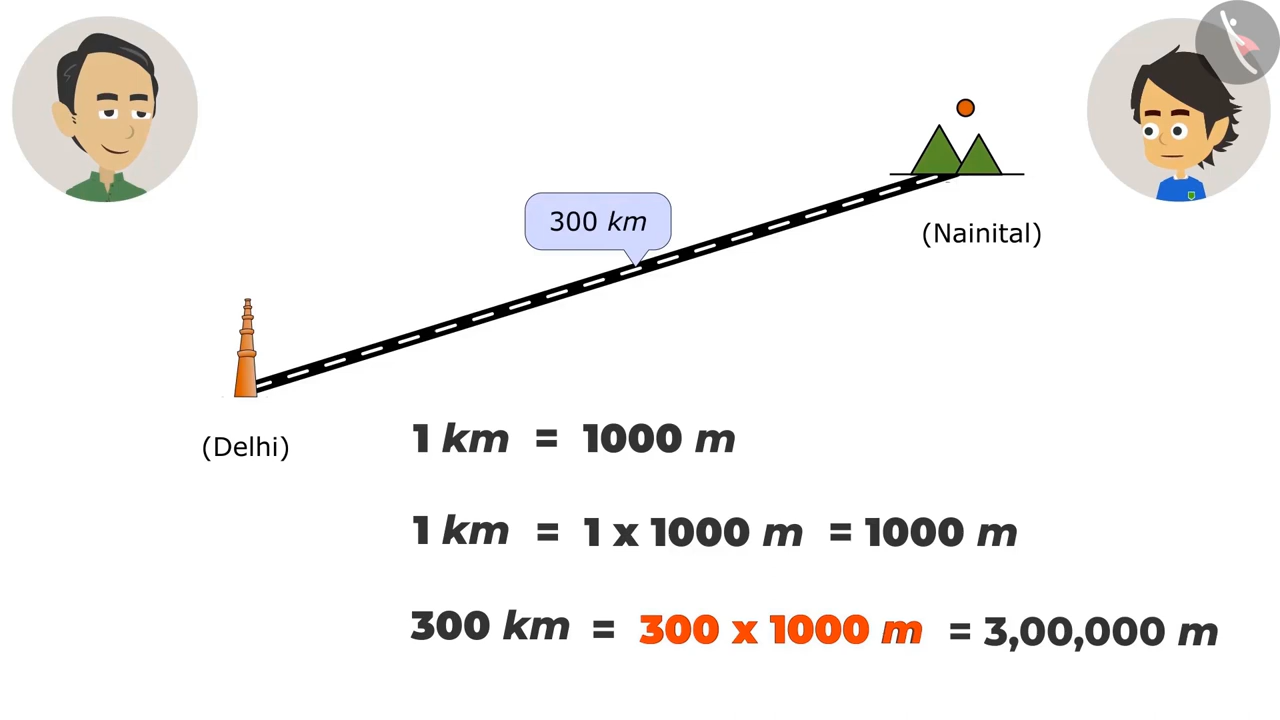 300 km
(Nainital)
(Delhi)
1 km = 1000 m
1 km = 1 x 1000 m = 1000 m
300 km = 300 x 1000 m = 3,00,000 m